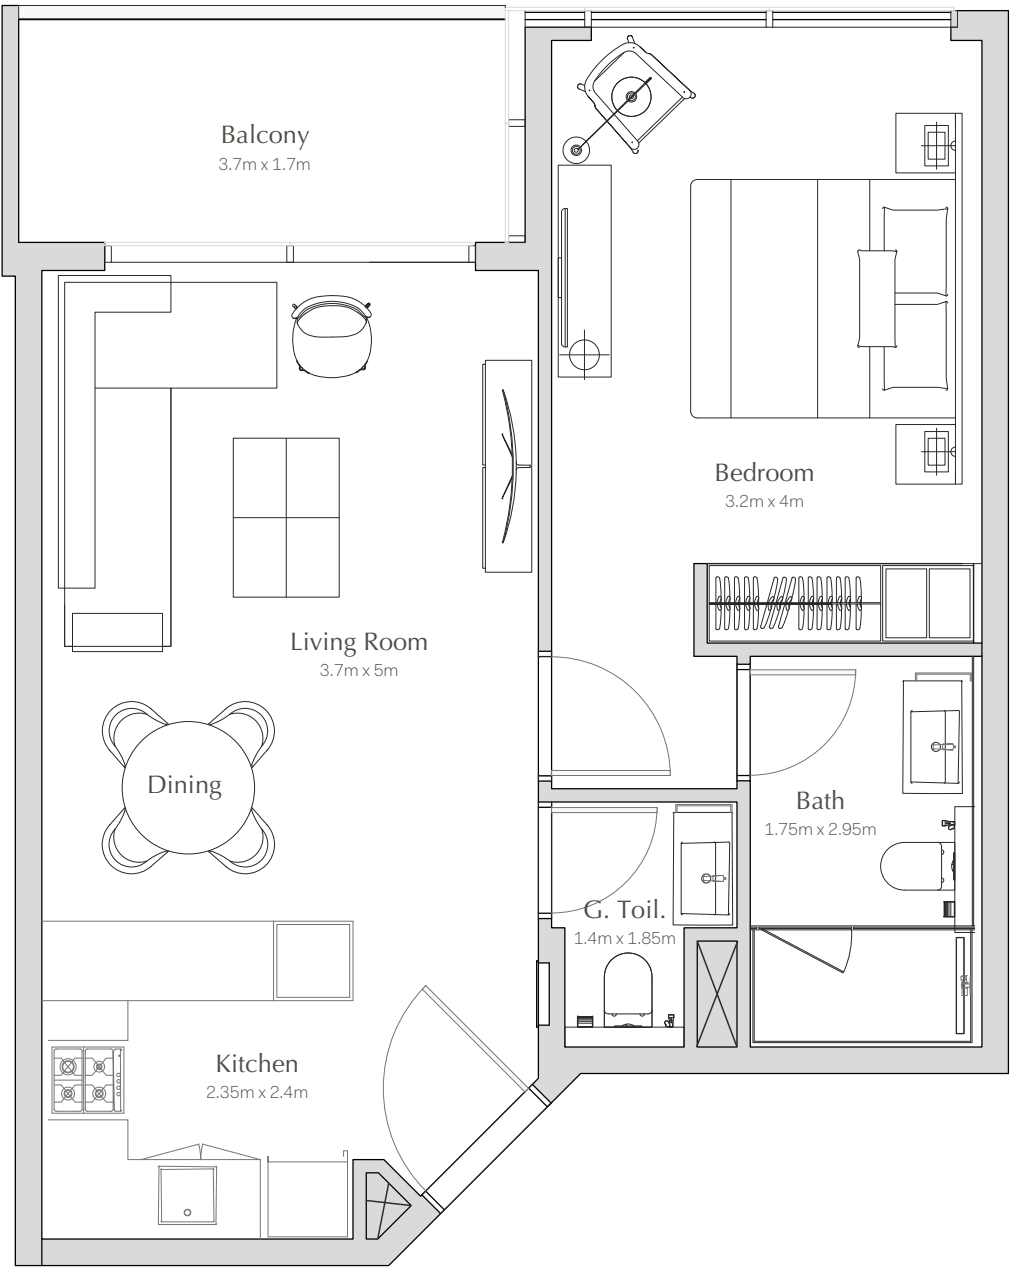 Balcony
3.7m x 1.7m
Bedroom
3.2m x 4m
Living Room
3.7m x 5m
Dining
Bath
1.75m x 2.95m
G. Toil.
1.4m x 1.85m
Kitchen
2.35m x 2.4m